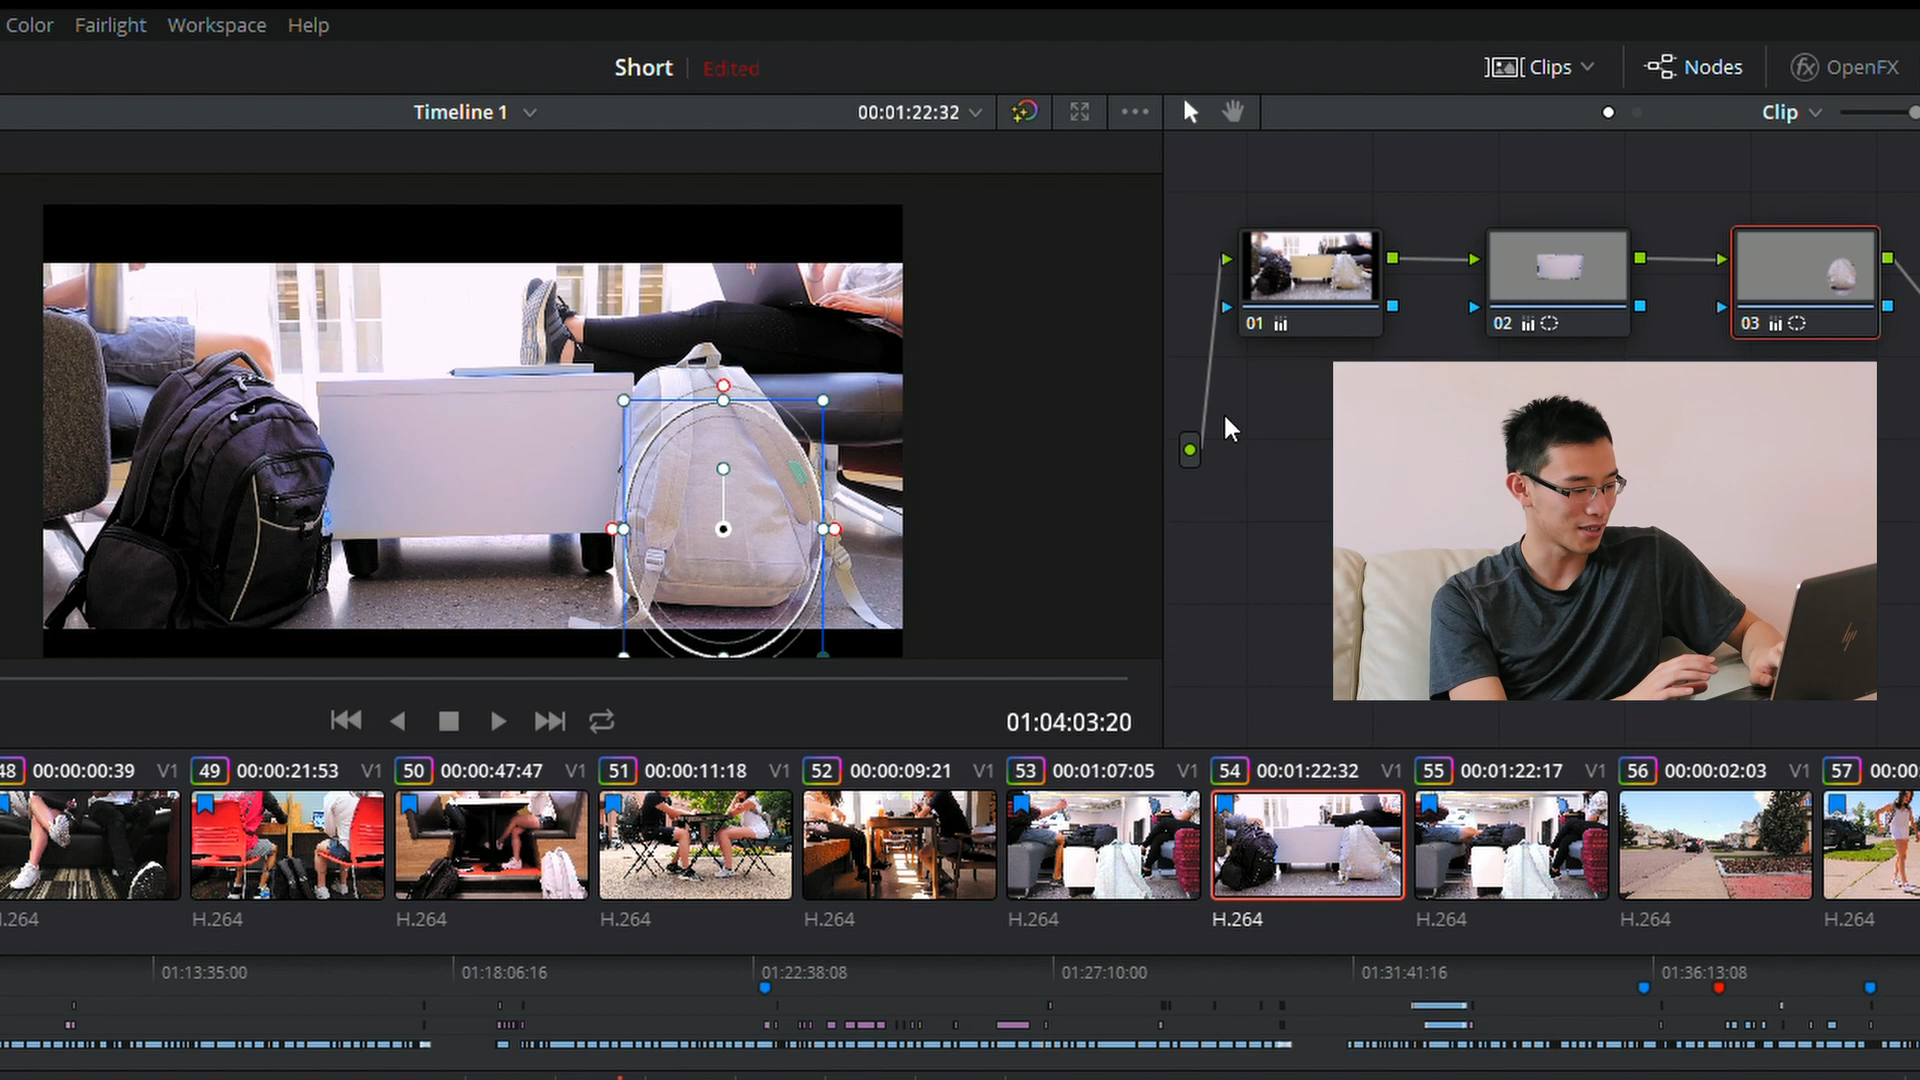 Color Fairlight Workspace Help
Short Edited Clips Nodes OpenFX
Timeline 1 00:01:22:32 Clip
01 02 03
01:04:03:20
48 00:00:00:39 V1 49 00:00:21:53 V1 50 00:00:47:47 V1 51 00:00:11:18 V1 52 00:00:09:21 V1 53 00:01:07:05 V1 54 00:01:22:32 V1 55 00:01:22:17 V1 56 00:00:02:03 V1 57 00:00
H.264 H.264 H.264 H.264 H.264 H.264 H.264 H.264 H.264 H.264
01:13:35:00 01:18:06:16 01:22:38:08 01:27:10:00 01:31:41:16 01:36:13:08